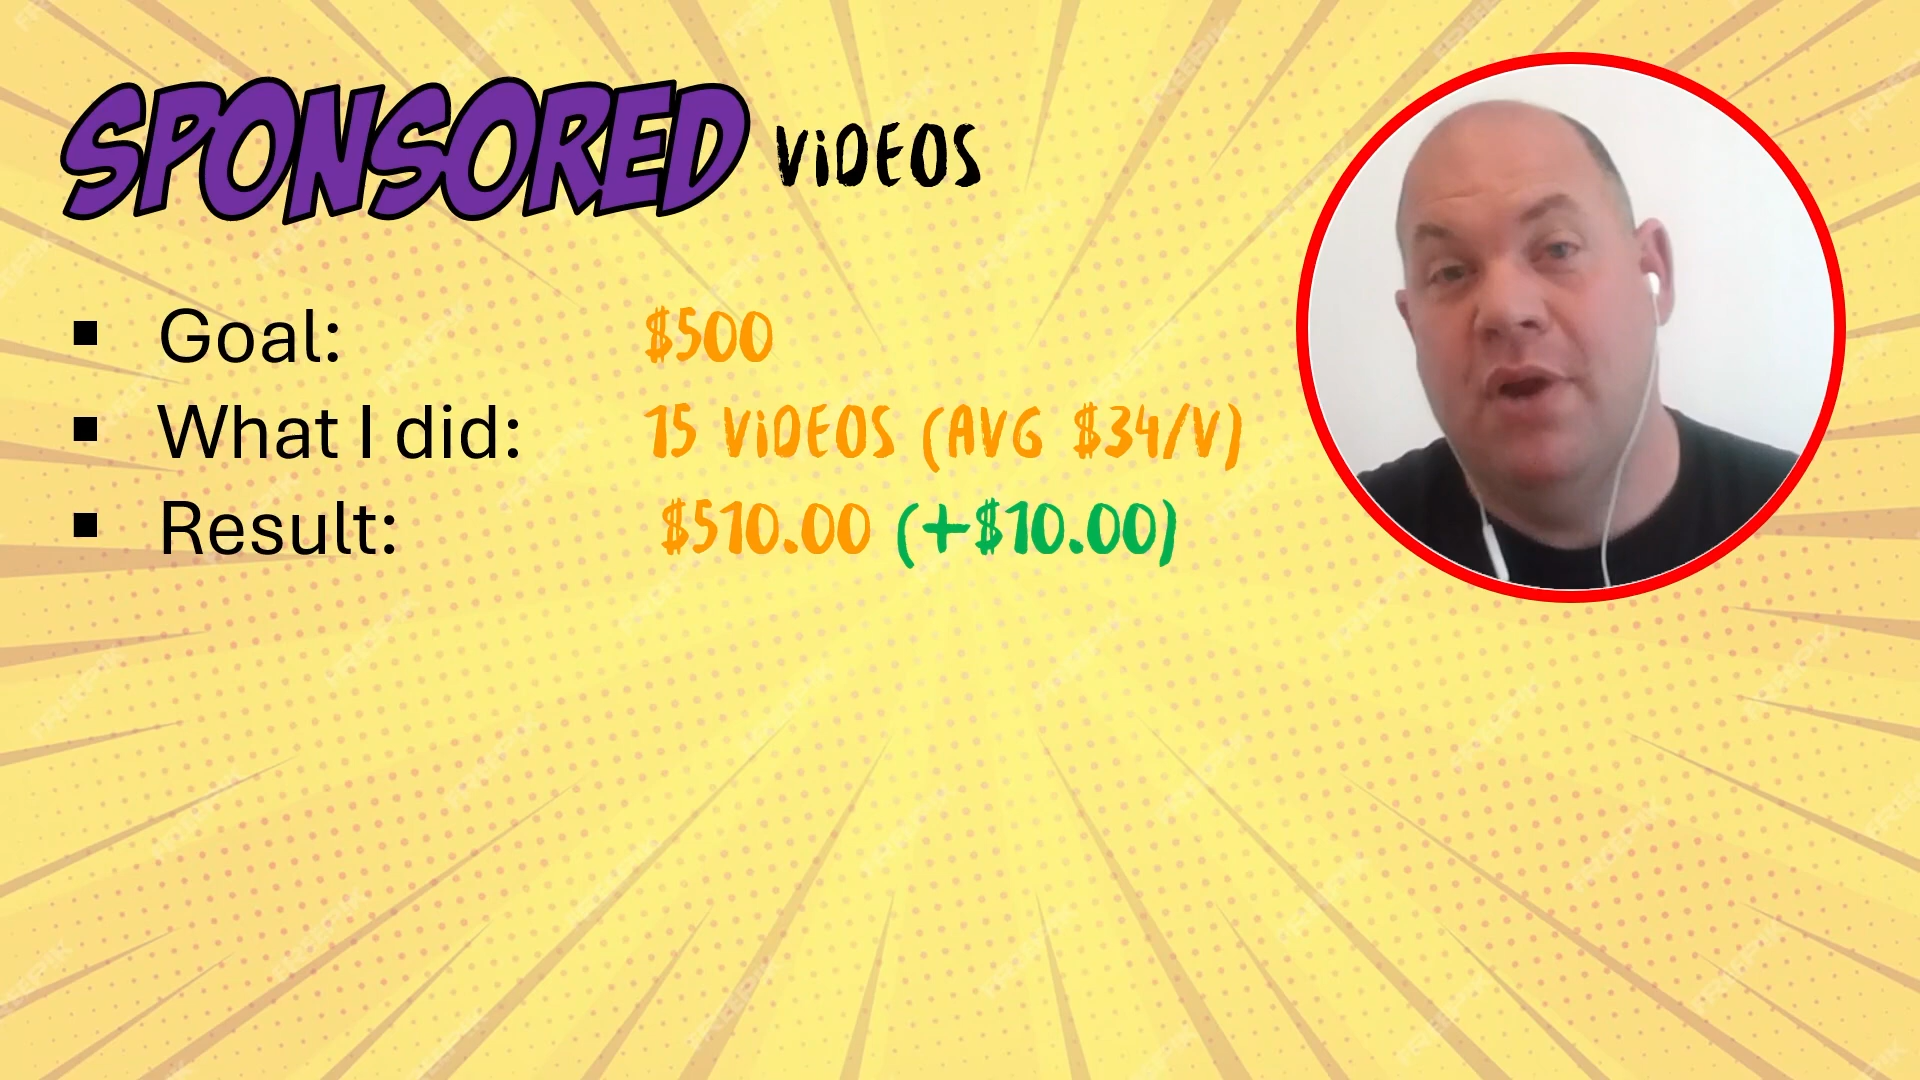 SPONSORED ViDEOS
▪ Goal: $500
▪ What I did: 15 ViDEOS (AVG $34/V)
▪ Result: $510.00 (+$10.00)